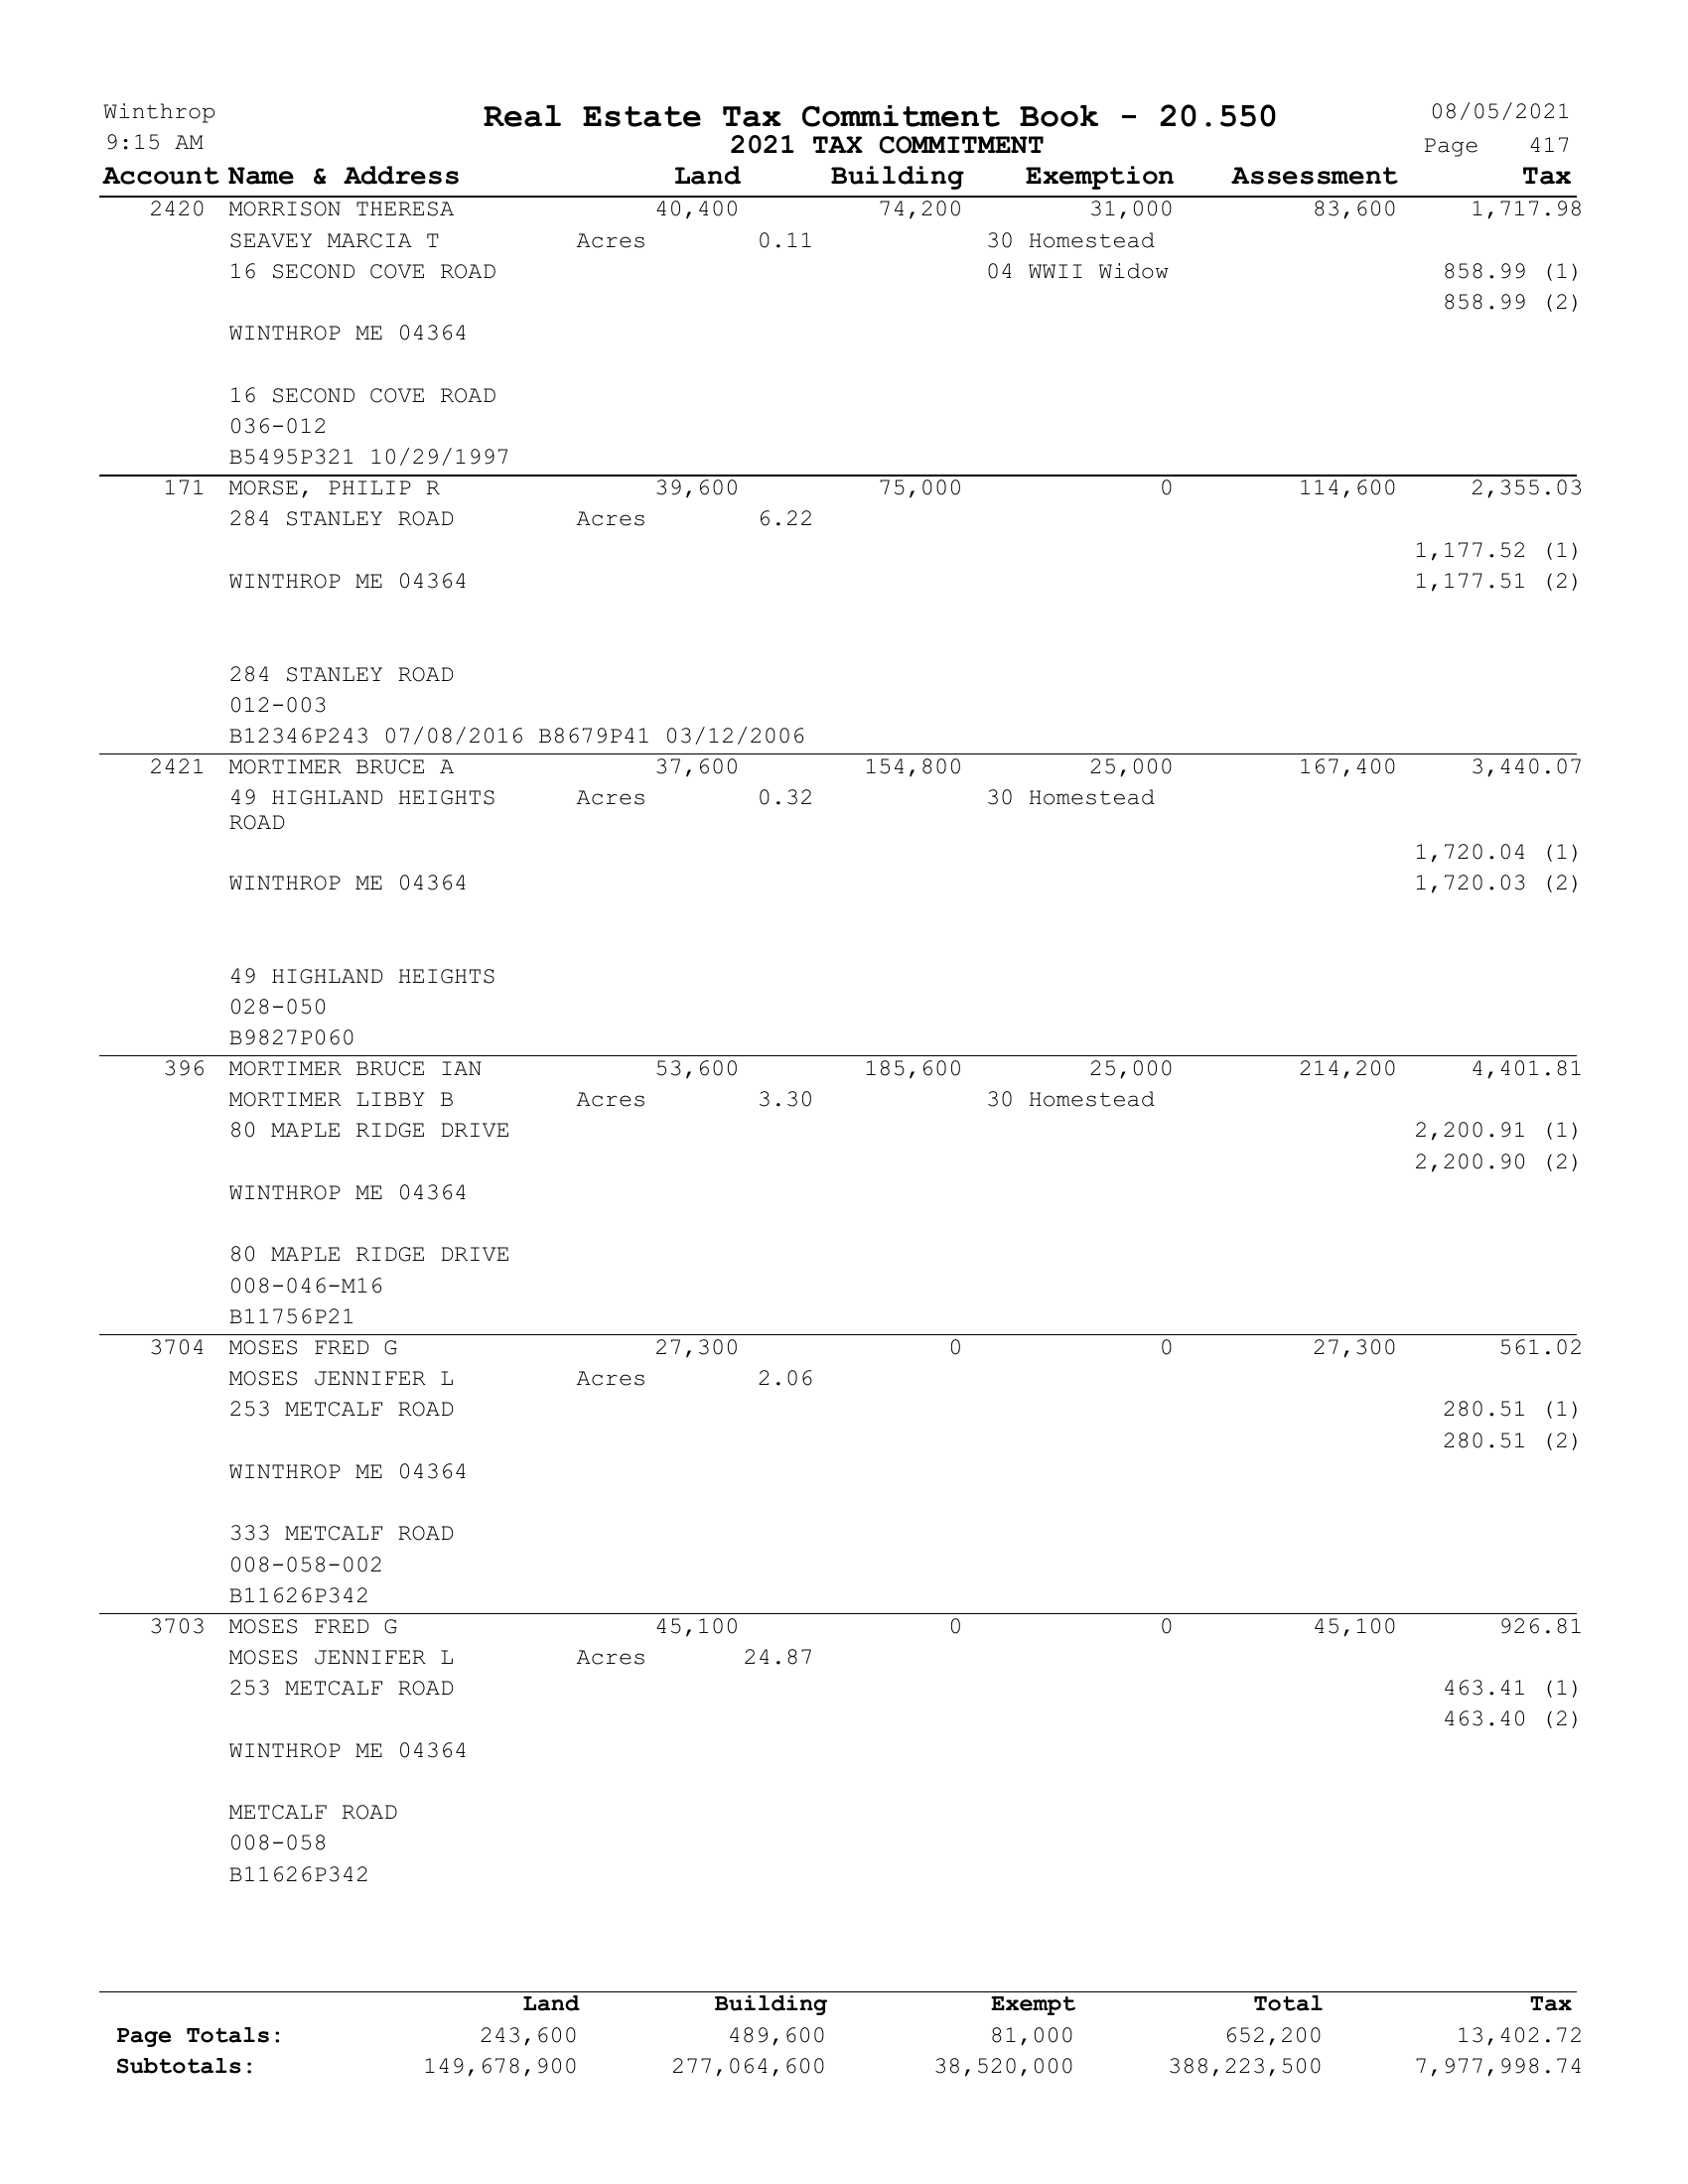 Winthrop Real Estate Tax Commitment Book - 20.550 08/05/2021
9:15 AM 2021 TAX COMMITMENT Page 417
Account Name & Address Land Building Exemption Assessment Tax
2420 MORRISON THERESA 40,400 74,200 31,000 83,600 1,717.98
SEAVEY MARCIA T Acres 0.11 30 Homestead
16 SECOND COVE ROAD 04 WWII Widow 858.99 (1)
858.99 (2)
WINTHROP ME 04364
16 SECOND COVE ROAD
036-012
B5495P321 10/29/1997
171 MORSE, PHILIP R 39,600 75,000 0 114,600 2,355.03
284 STANLEY ROAD Acres 6.22
1,177.52 (1)
WINTHROP ME 04364 1,177.51 (2)
284 STANLEY ROAD
012-003
B12346P243 07/08/2016 B8679P41 03/12/2006
2421 MORTIMER BRUCE A 37,600 154,800 25,000 167,400 3,440.07
49 HIGHLAND HEIGHTS Acres 0.32 30 Homestead
ROAD
1,720.04 (1)
WINTHROP ME 04364 1,720.03 (2)
49 HIGHLAND HEIGHTS
028-050
B9827P060
396 MORTIMER BRUCE IAN 53,600 185,600 25,000 214,200 4,401.81
MORTIMER LIBBY B Acres 3.30 30 Homestead
80 MAPLE RIDGE DRIVE 2,200.91 (1)
2,200.90 (2)
WINTHROP ME 04364
80 MAPLE RIDGE DRIVE
008-046-M16
B11756P21
3704 MOSES FRED G 27,300 0 0 27,300 561.02
MOSES JENNIFER L Acres 2.06
253 METCALF ROAD 280.51 (1)
280.51 (2)
WINTHROP ME 04364
333 METCALF ROAD
008-058-002
B11626P342
3703 MOSES FRED G 45,100 0 0 45,100 926.81
MOSES JENNIFER L Acres 24.87
253 METCALF ROAD 463.41 (1)
463.40 (2)
WINTHROP ME 04364
METCALF ROAD
008-058
B11626P342
Land Building Exempt Total Tax
Page Totals: 243,600 489,600 81,000 652,200 13,402.72
Subtotals: 149,678,900 277,064,600 38,520,000 388,223,500 7,977,998.74